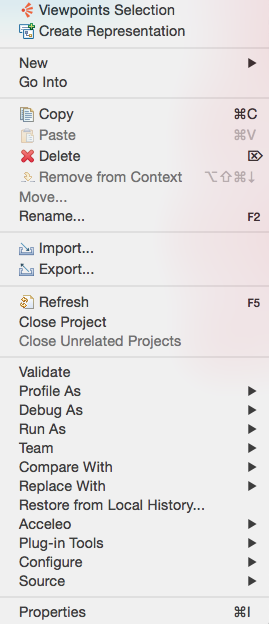 Viewpoints Selection
Create Representation
New ▶
Go Into
Copy ⌘C
Paste ⌘V
Delete ⌦
Remove from Context ⌥⇧⌘↓
Move...
Rename... F2
Import...
Export...
Refresh F5
Close Project
Close Unrelated Projects
Validate
Profile As ▶
Debug As ▶
Run As ▶
Team ▶
Compare With ▶
Replace With ▶
Restore from Local History...
Acceleo ▶
Plug-in Tools ▶
Configure ▶
Source ▶
Properties ⌘I